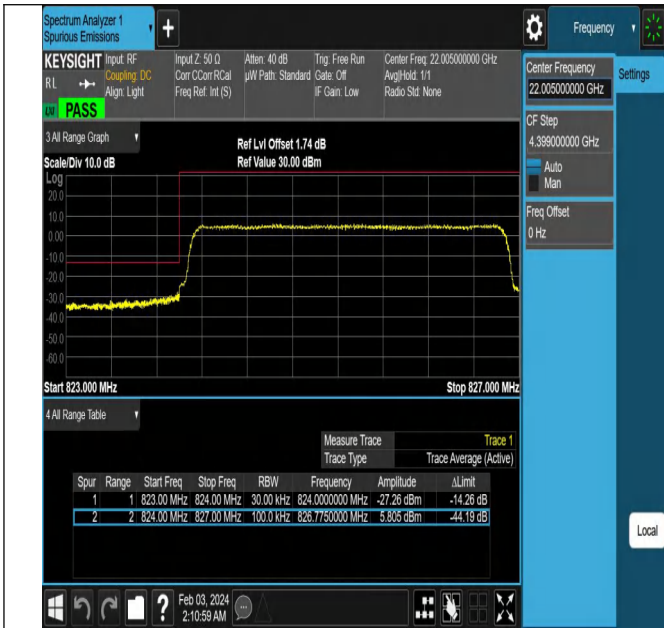 Spectrum Analyzer 1
Spurious Emissions
+
Frequency
KEYSIGHT
RL
LXI
PASS
Input: RF
Coupling: DC
Align: Light
Input Z: 50 Ω
Corr CCorr RCal
Freq Ref: Int (S)
Atten: 40 dB
µW Path: Standard
Trig: Free Run
Gate: Off
IF Gain: Low
Center Freq: 22.005000000 GHz
Avg|Hold: 1/1
Radio Std: None
Center Frequency
22.005000000 GHz
Settings
CF Step
4.399000000 GHz
Auto
Man
Freq Offset
0 Hz
Local
3 All Range Graph
Scale/Div 10.0 dB
Ref Lvl Offset 1.74 dB
Ref Value 30.00 dBm
Log
20.0
10.0
0.00
-10.0
-20.0
-30.0
-40.0
-50.0
-60.0
Start 823.000 MHz
Stop 827.000 MHz
4 All Range Table
Measure Trace Trace 1
Trace Type Trace Average (Active)
Spur Range Start Freq Stop Freq RBW Frequency Amplitude ΔLimit
1 1 823.00 MHz 824.00 MHz 30.00 kHz 824.0000000 MHz -27.26 dBm -14.26 dB
2 2 824.00 MHz 827.00 MHz 100.0 kHz 826.7750000 MHz 5.805 dBm -44.19 dB
?
Feb 03, 2024
2:10:59 AM